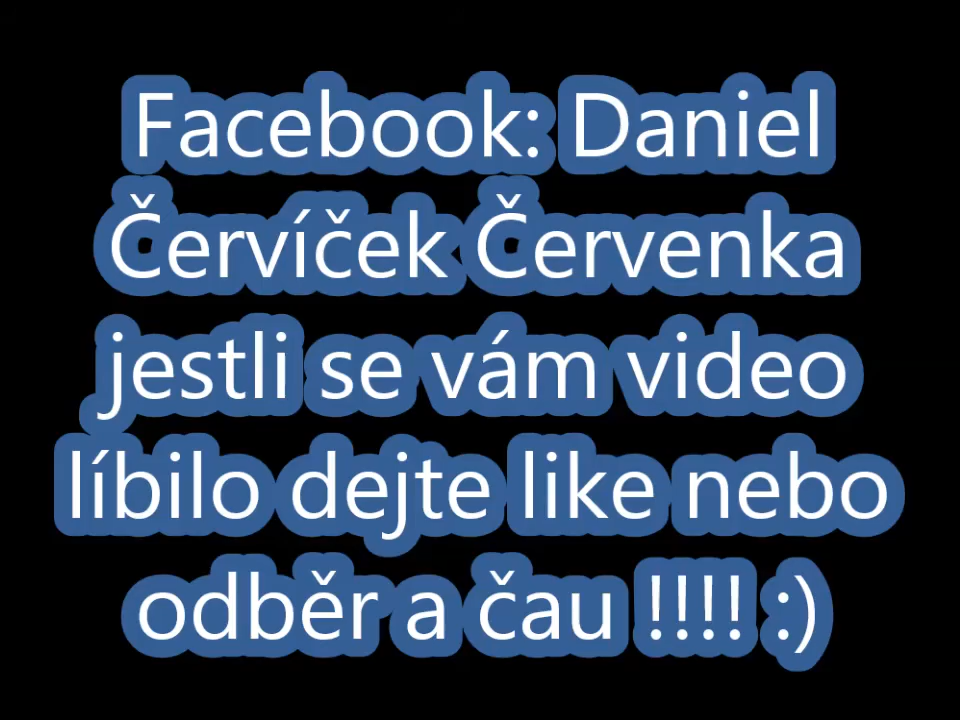 Facebook: Daniel
Červíček Červenka
jestli se vám video
líbilo dejte like nebo
odběr a čau !!!! :)